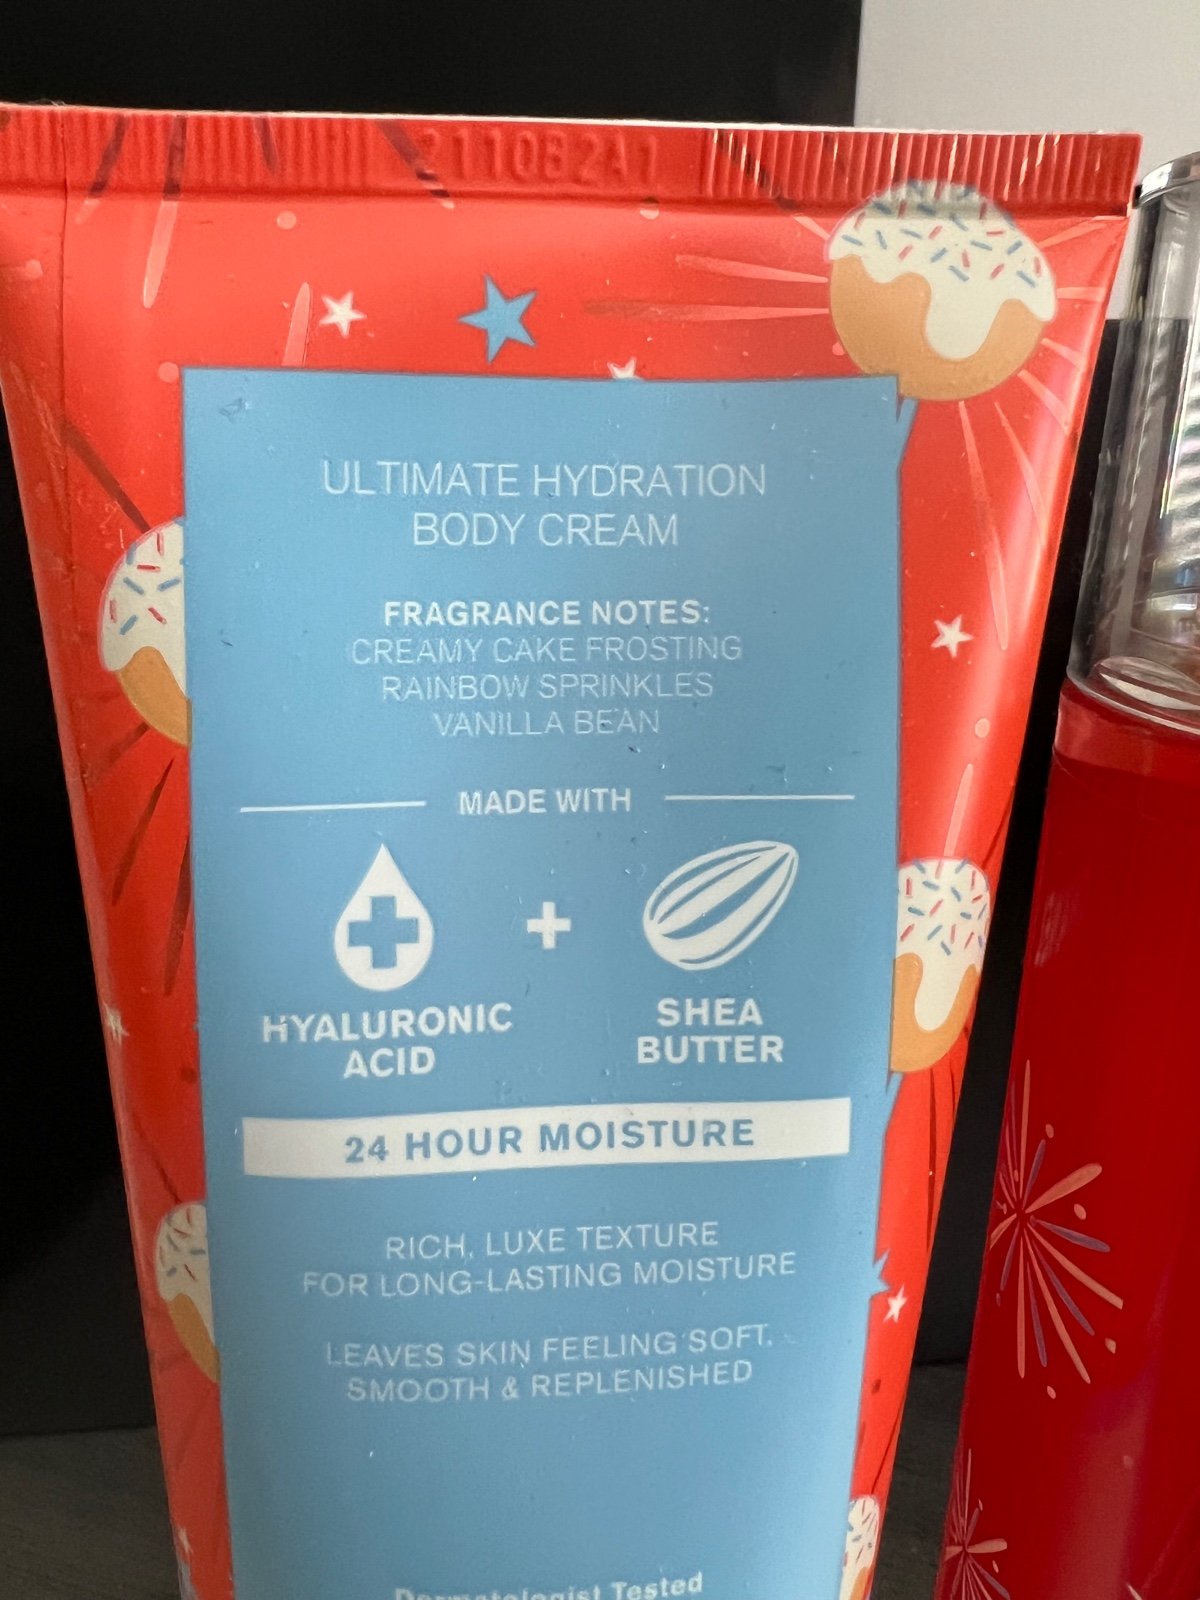 211082A1
ULTIMATE HYDRATION
BODY CREAM
FRAGRANCE NOTES:
CREAMY CAKE FROSTING
RAINBOW SPRINKLES
VANILLA BEAN
MADE WITH
HYALURONIC
ACID
+
SHEA
BUTTER
24 HOUR MOISTURE
RICH, LUXE TEXTURE
FOR LONG-LASTING MOISTURE
LEAVES SKIN FEELING SOFT,
SMOOTH & REPLENISHED
Dermatologist Tested